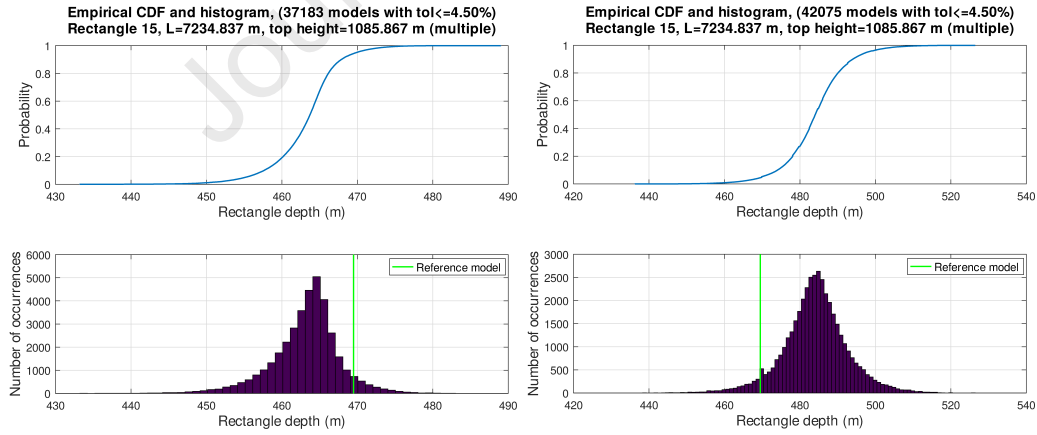 Empirical CDF and histogram, (37183 models with tol<=4.50%)
Rectangle 15, L=7234.837 m, top height=1085.867 m (multiple)
1
0.8
0.6
0.4
0.2
0
Probability
430 440 450 460 470 480 490
Rectangle depth (m)
6000
5000
4000
3000
2000
1000
0
Number of occurrences
Reference model
430 440 450 460 470 480 490
Rectangle depth (m)
Empirical CDF and histogram, (42075 models with tol<=4.50%)
Rectangle 15, L=7234.837 m, top height=1085.867 m (multiple)
1
0.8
0.6
0.4
0.2
0
Probability
420 440 460 480 500 520 540
Rectangle depth (m)
3000
2500
2000
1500
1000
500
0
Number of occurrences
Reference model
420 440 460 480 500 520 540
Rectangle depth (m)